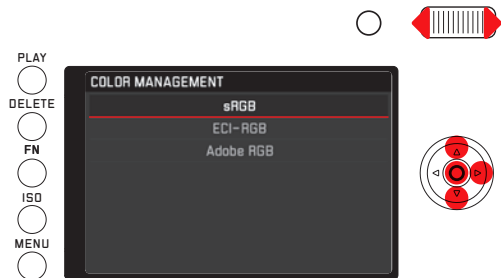 PLAY
COLOR MANAGEMENT
DELETE
sRGB
ECI-RGB
FN
Adobe RGB
ISO
MENU